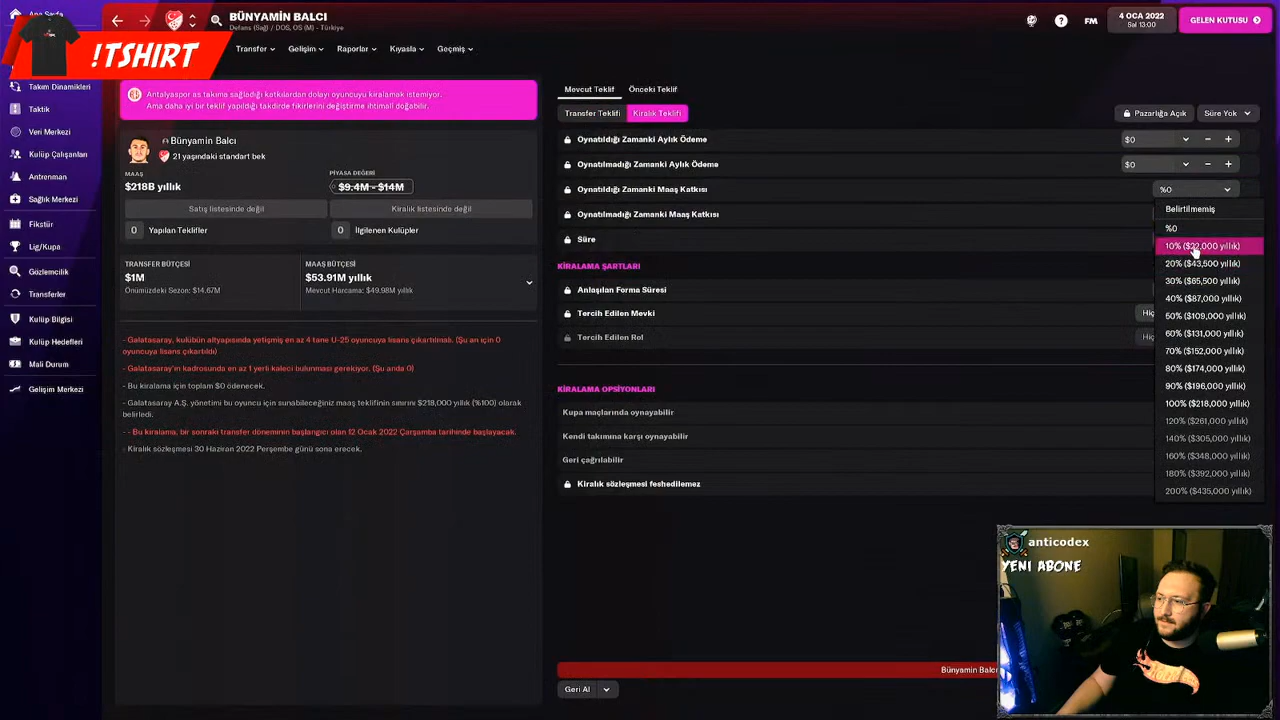 Ana Sayfa
!TSHIRT
Takım Dinamikleri
Taktik
Veri Merkezi
Kulüp Çalışanları
Antrenman
Sağlık Merkezi
Fikstür
Lig/Kupa
Gözlemcilik
Transferler
Kulüp Bilgisi
Kulüp Hedefleri
Mali Durum
Gelişim Merkezi
BÜNYAMİN BALCI
Defans (Sağ) / DOS, OS (M) - Türkiye
FM
4 OCA 2022
Sal 13:00
GELEN KUTUSU
Transfer
Gelişim
Raporlar
Kıyasla
Geçmiş
Antalyaspor as takıma sağladığı katkılardan dolayı oyuncuyu kiralamak istemiyor.
Ama daha iyi bir teklif yapıldığı takdirde fikirlerini değiştirme ihtimali doğabilir.
Bünyamin Balcı
21 yaşındaki standart bek
MAAŞ
$218B yıllık
PİYASA DEĞERİ
$9.4M - $14M
Satış listesinde değil
Kiralık listesinde değil
0 Yapılan Teklifler
0 İlgilenen Kulüpler
TRANSFER BÜTÇESİ
$1M
Önümüzdeki Sezon: $14.67M
MAAŞ BÜTÇESİ
$53.91M yıllık
Mevcut Harcama: $49.98M yıllık
- Galatasaray, kulübün altyapısında yetişmiş en az 4 tane U-25 oyuncuya lisans çıkartılmalı. (Şu an için 0
oyuncuya lisans çıkartıldı)
- Galatasaray'ın kadrosunda en az 1 yerli kaleci bulunması gerekiyor. (Şu anda 0)
- Bu kiralama için toplam $0 ödenecek.
- Galatasaray A.Ş. yönetimi bu oyuncu için sunabileceğiniz maaş teklifinin sınırını $218,000 yıllık (%100) olarak
belirledi.
- - Bu kiralama, bir sonraki transfer döneminin başlangıcı olan 12 Ocak 2022 Çarşamba tarihinde başlayacak.
- Kiralık sözleşmesi 30 Haziran 2022 Perşembe günü sona erecek.
Mevcut Teklif
Önceki Teklif
Transfer Teklifi
Kiralık Teklifi
Pazarlığa Açık
Süre Yok
Oynatıldığı Zamanki Aylık Ödeme
$0
Oynatılmadığı Zamanki Aylık Ödeme
$0
Oynatıldığı Zamanki Maaş Katkısı
%0
Oynatılmadığı Zamanki Maaş Katkısı
Süre
KİRALAMA ŞARTLARI
Anlaşılan Forma Süresi
Tercih Edilen Mevki
Hiç
Tercih Edilen Rol
Hiç
KİRALAMA OPSİYONLARI
Kupa maçlarında oynayabilir
Kendi takımına karşı oynayabilir
Geri çağrılabilir
Kiralık sözleşmesi feshedilemez
Belirtilmemiş
%0
10% ($22,000 yıllık)
20% ($43,500 yıllık)
30% ($65,500 yıllık)
40% ($87,000 yıllık)
50% ($109,000 yıllık)
60% ($131,000 yıllık)
70% ($152,000 yıllık)
80% ($174,000 yıllık)
90% ($196,000 yıllık)
100% ($218,000 yıllık)
120% ($261,000 yıllık)
140% ($305,000 yıllık)
160% ($348,000 yıllık)
180% ($392,000 yıllık)
200% ($435,000 yıllık)
Bünyamin Balcı
Geri Al
anticodex
YENİ ABONE